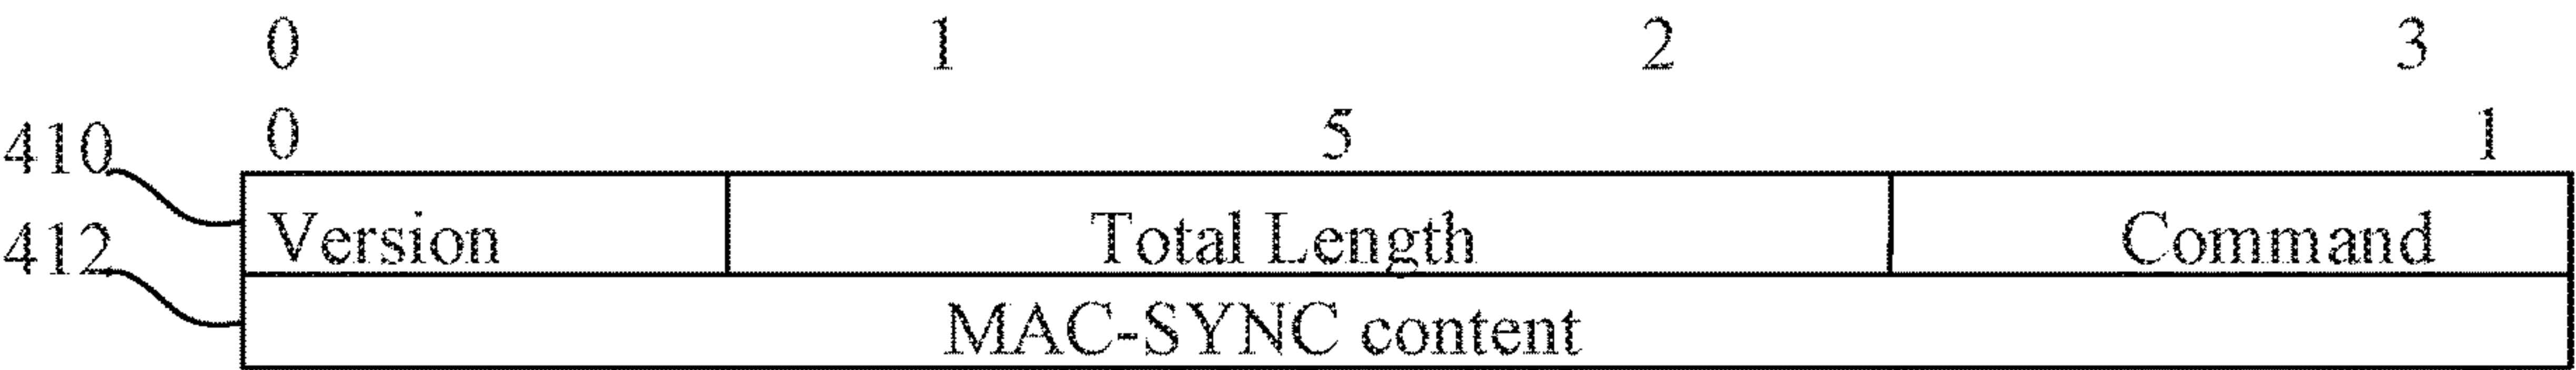 0 1 2 3
410 0 5 1
Version Total Length Command
412 MAC-SYNC content